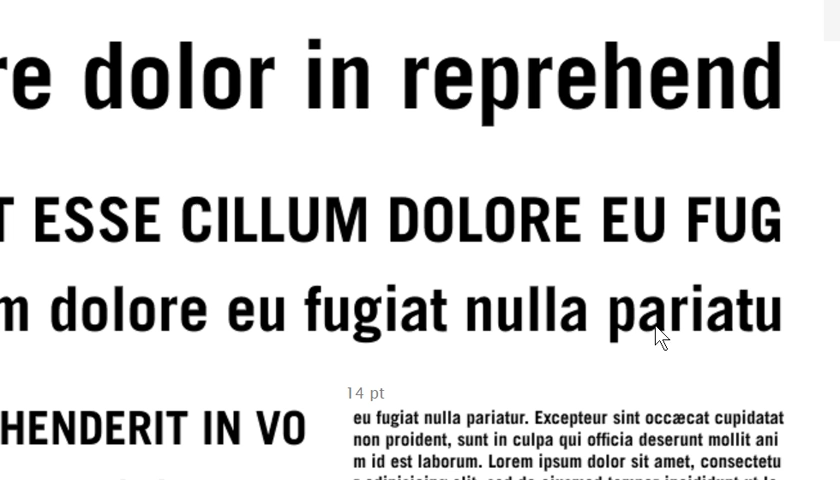 re dolor in reprehend
T ESSE CILLUM DOLORE EU FUG
m dolore eu fugiat nulla pariatu
HENDERIT IN VO
14 pt
eu fugiat nulla pariatur. Excepteur sint occæcat cupidatat
non proident, sunt in culpa qui officia deserunt mollit ani
m id est laborum. Lorem ipsum dolor sit amet, consectetu